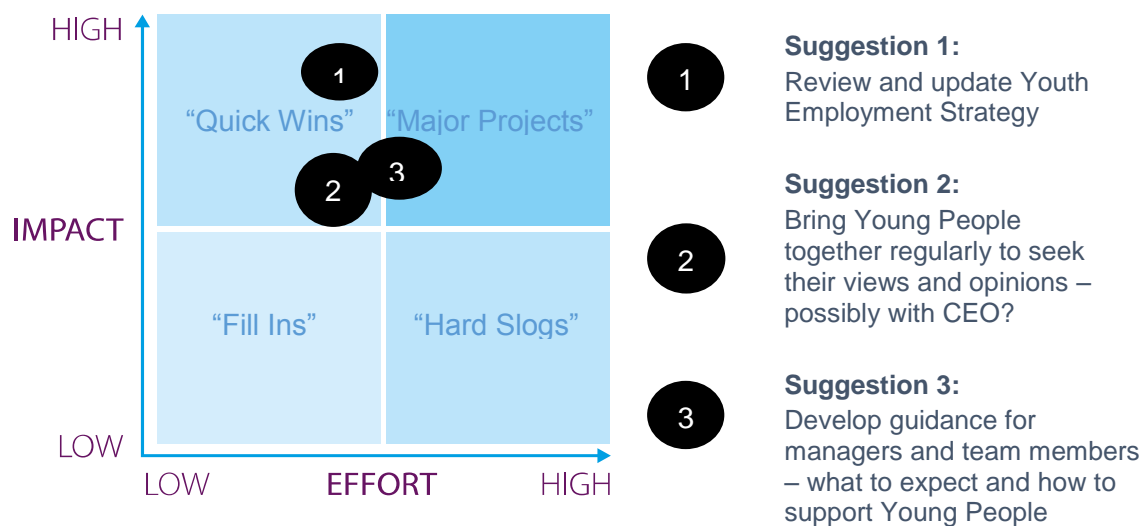 HIGH
IMPACT
LOW
LOW
EFFORT
HIGH
“Quick Wins”
“Major Projects”
“Fill Ins”
“Hard Slogs”
1
2
3
1
Suggestion 1:
Review and update Youth
Employment Strategy
2
Suggestion 2:
Bring Young People
together regularly to seek
their views and opinions –
possibly with CEO?
3
Suggestion 3:
Develop guidance for
managers and team members
– what to expect and how to
support Young People